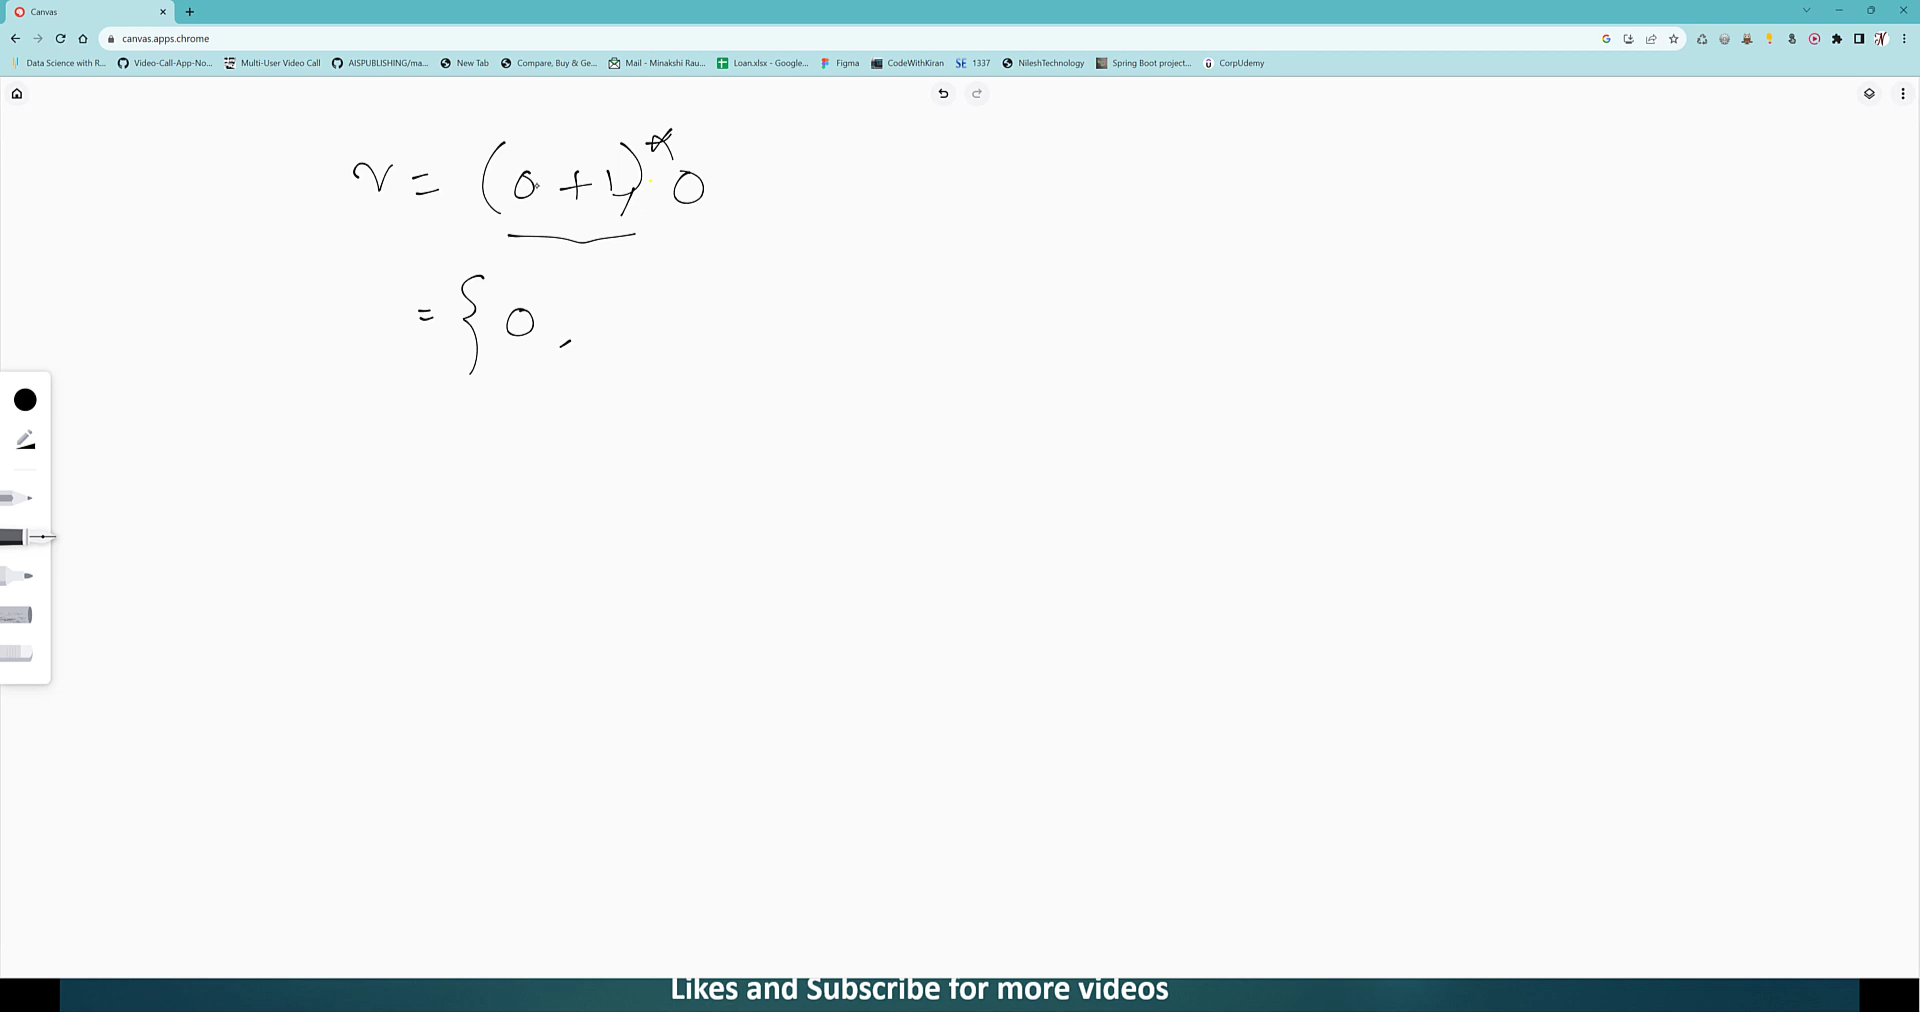 Canvas
canvas.apps.chrome
Data Science with R...
Video-Call-App-No...
Multi-User Video Call
AISPUBLISHING/ma...
New Tab
Compare, Buy & Ge...
Mail - Minakshi Rau...
Loan.xlsx - Google...
Figma
CodeWithKiran
SE 1337
NileshTechnology
Spring Boot project...
CorpUdemy
r = (0 + 1)* 0
= { 0 ,
Likes and Subscribe for more videos